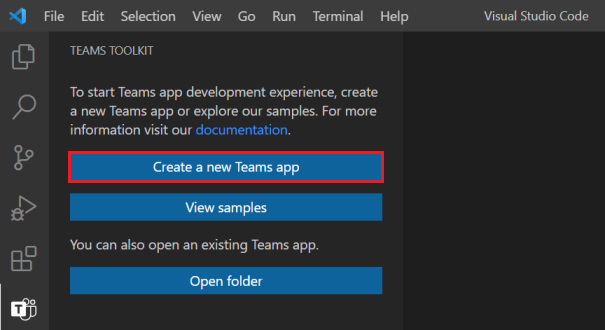 File Edit Selection View Go Run Terminal Help Visual Studio Code
TEAMS TOOLKIT
To start Teams app development experience, create
a new Teams app or explore our samples. For more
information visit our documentation.
Create a new Teams app
View samples
You can also open an existing Teams app.
Open folder
T